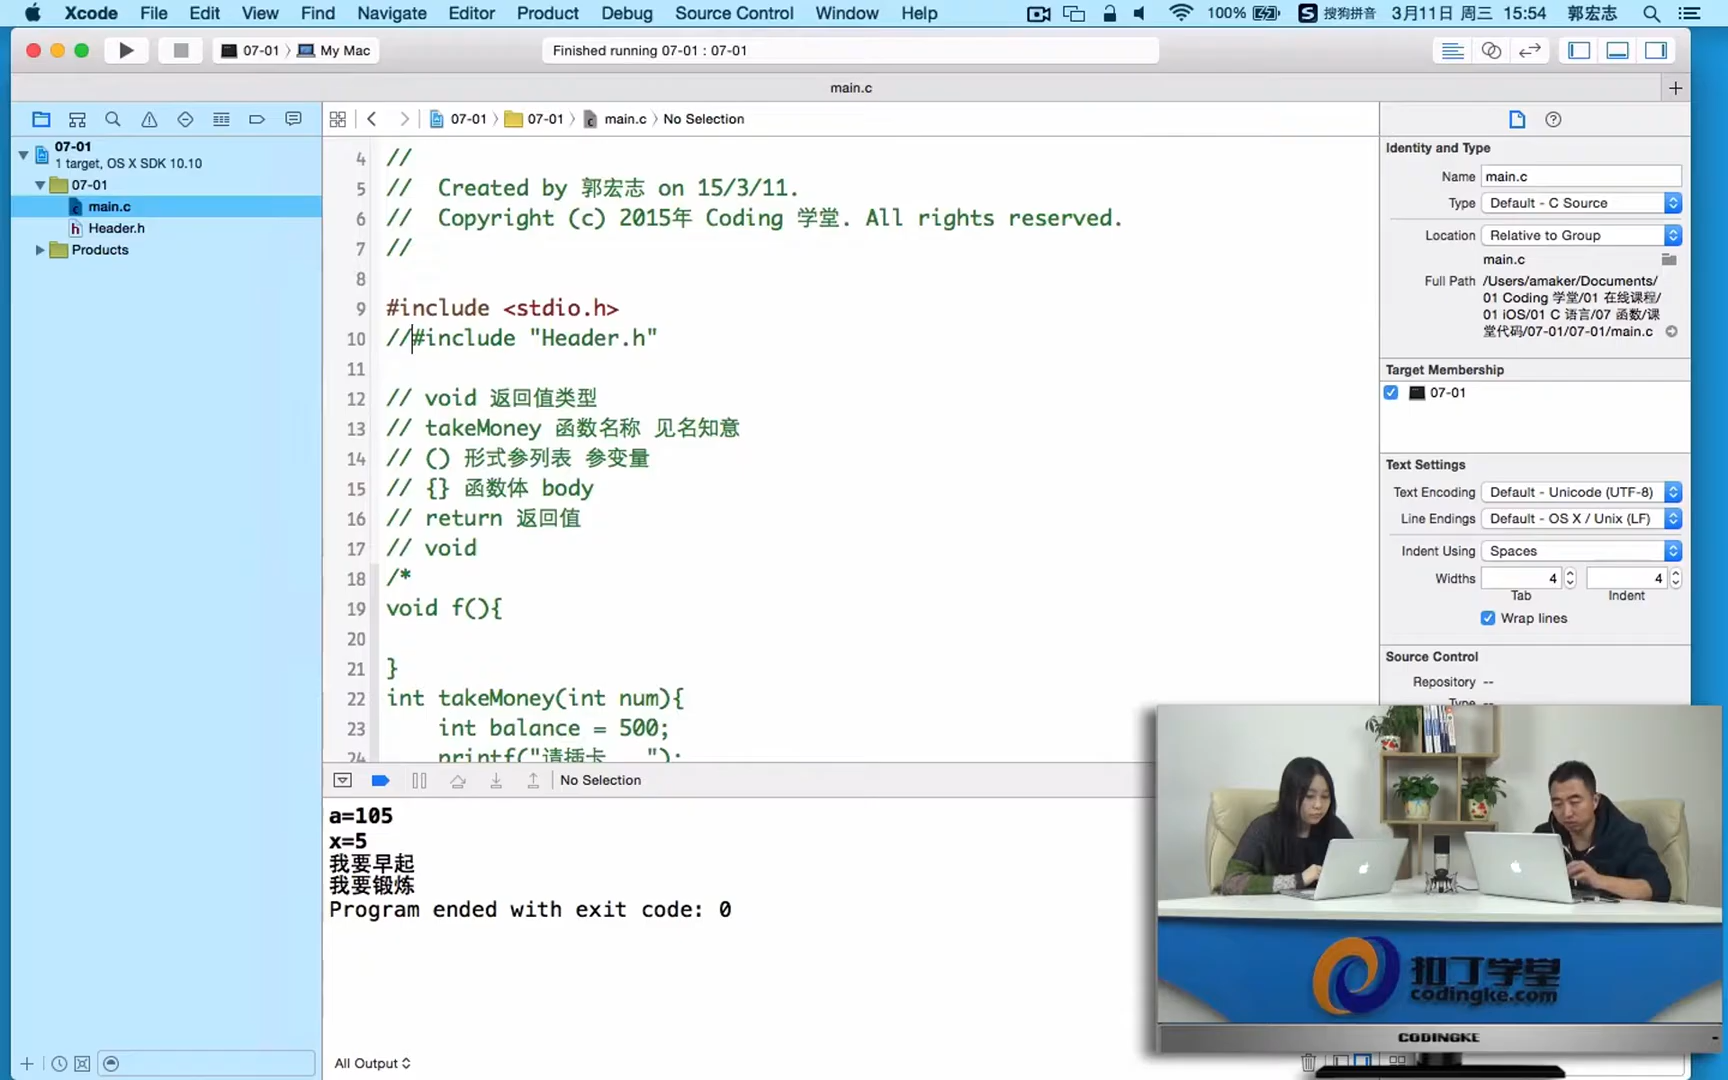 Xcode File Edit View Find Navigate Editor Product Debug Source Control Window Help 100% S 搜狗拼音 3月11日 周三 15:54 郭宏志
07-01 My Mac
Finished running 07-01 : 07-01
main.c
07-01
1 target, OS X SDK 10.10
07-01
main.c
Header.h
Products
07-01 07-01 main.c No Selection
4 //
5 // Created by 郭宏志 on 15/3/11.
6 // Copyright (c) 2015年 Coding 学堂. All rights reserved.
7 //
8
9 #include <stdio.h>
10 //#include "Header.h"
11
12 // void 返回值类型
13 // takeMoney 函数名称 见名知意
14 // () 形式参列表 参变量
15 // {} 函数体 body
16 // return 返回值
17 // void
18 /*
19 void f(){
20
21 }
22 int takeMoney(int num){
23 int balance = 500;
24 printf("请插卡...");
No Selection
a=105
x=5
我要早起
我要锻炼
Program ended with exit code: 0
All Output
Identity and Type
Name main.c
Type Default - C Source
Location Relative to Group
main.c
Full Path /Users/amaker/Documents/
01 Coding 学堂/01 在线课程/
01 iOS/01 C 语言/07 函数/课
堂代码/07-01/07-01/main.c
Target Membership
07-01
Text Settings
Text Encoding Default - Unicode (UTF-8)
Line Endings Default - OS X / Unix (LF)
Indent Using Spaces
Widths 4 4
Tab Indent
Wrap lines
Source Control
Repository --
Type --
扣丁学堂
codingke.com
CODINGKE